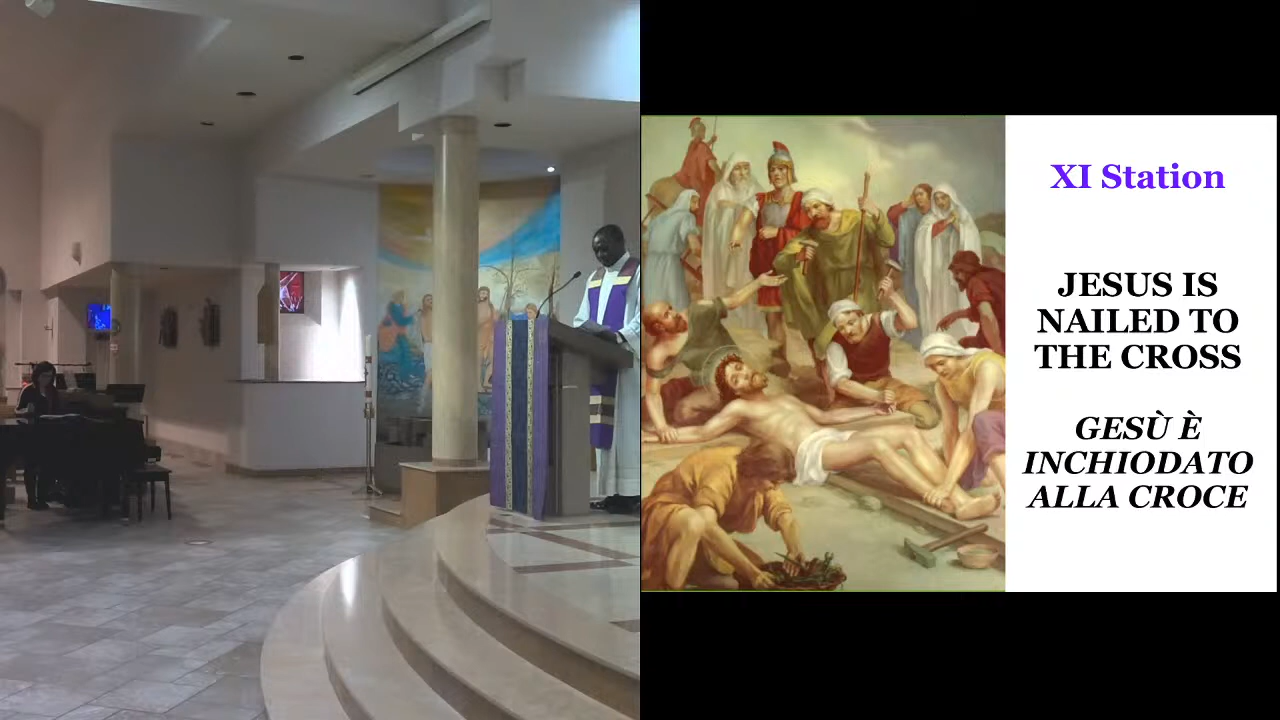 XI Station
JESUS IS
NAILED TO
THE CROSS
GESÙ È
INCHIODATO
ALLA CROCE